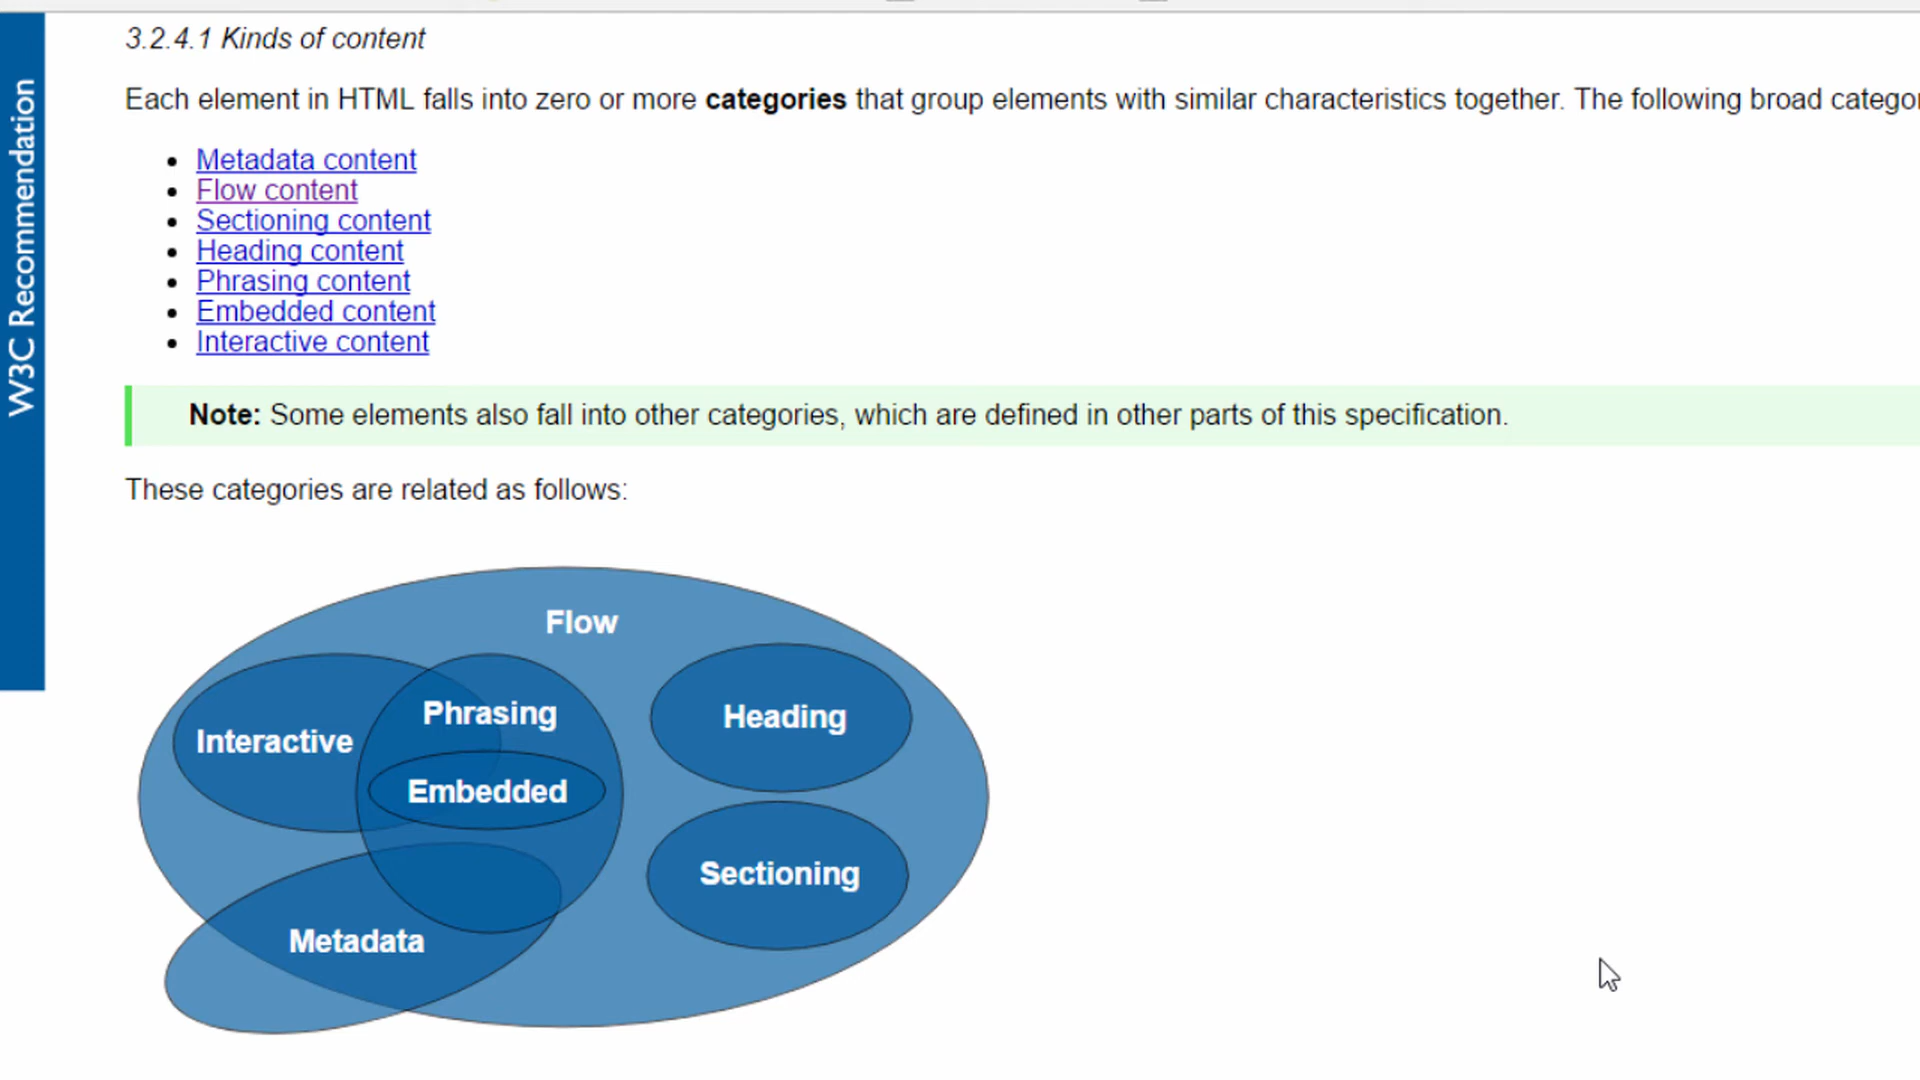 W3C Recommendation
3.2.4.1 Kinds of content
Each element in HTML falls into zero or more categories that group elements with similar characteristics together. The following broad
Metadata content
Flow content
Sectioning content
Heading content
Phrasing content
Embedded content
Interactive content
Note: Some elements also fall into other categories, which are defined in other parts of this specification.
These categories are related as follows:
Flow
Phrasing
Heading
Interactive
Embedded
Sectioning
Metadata